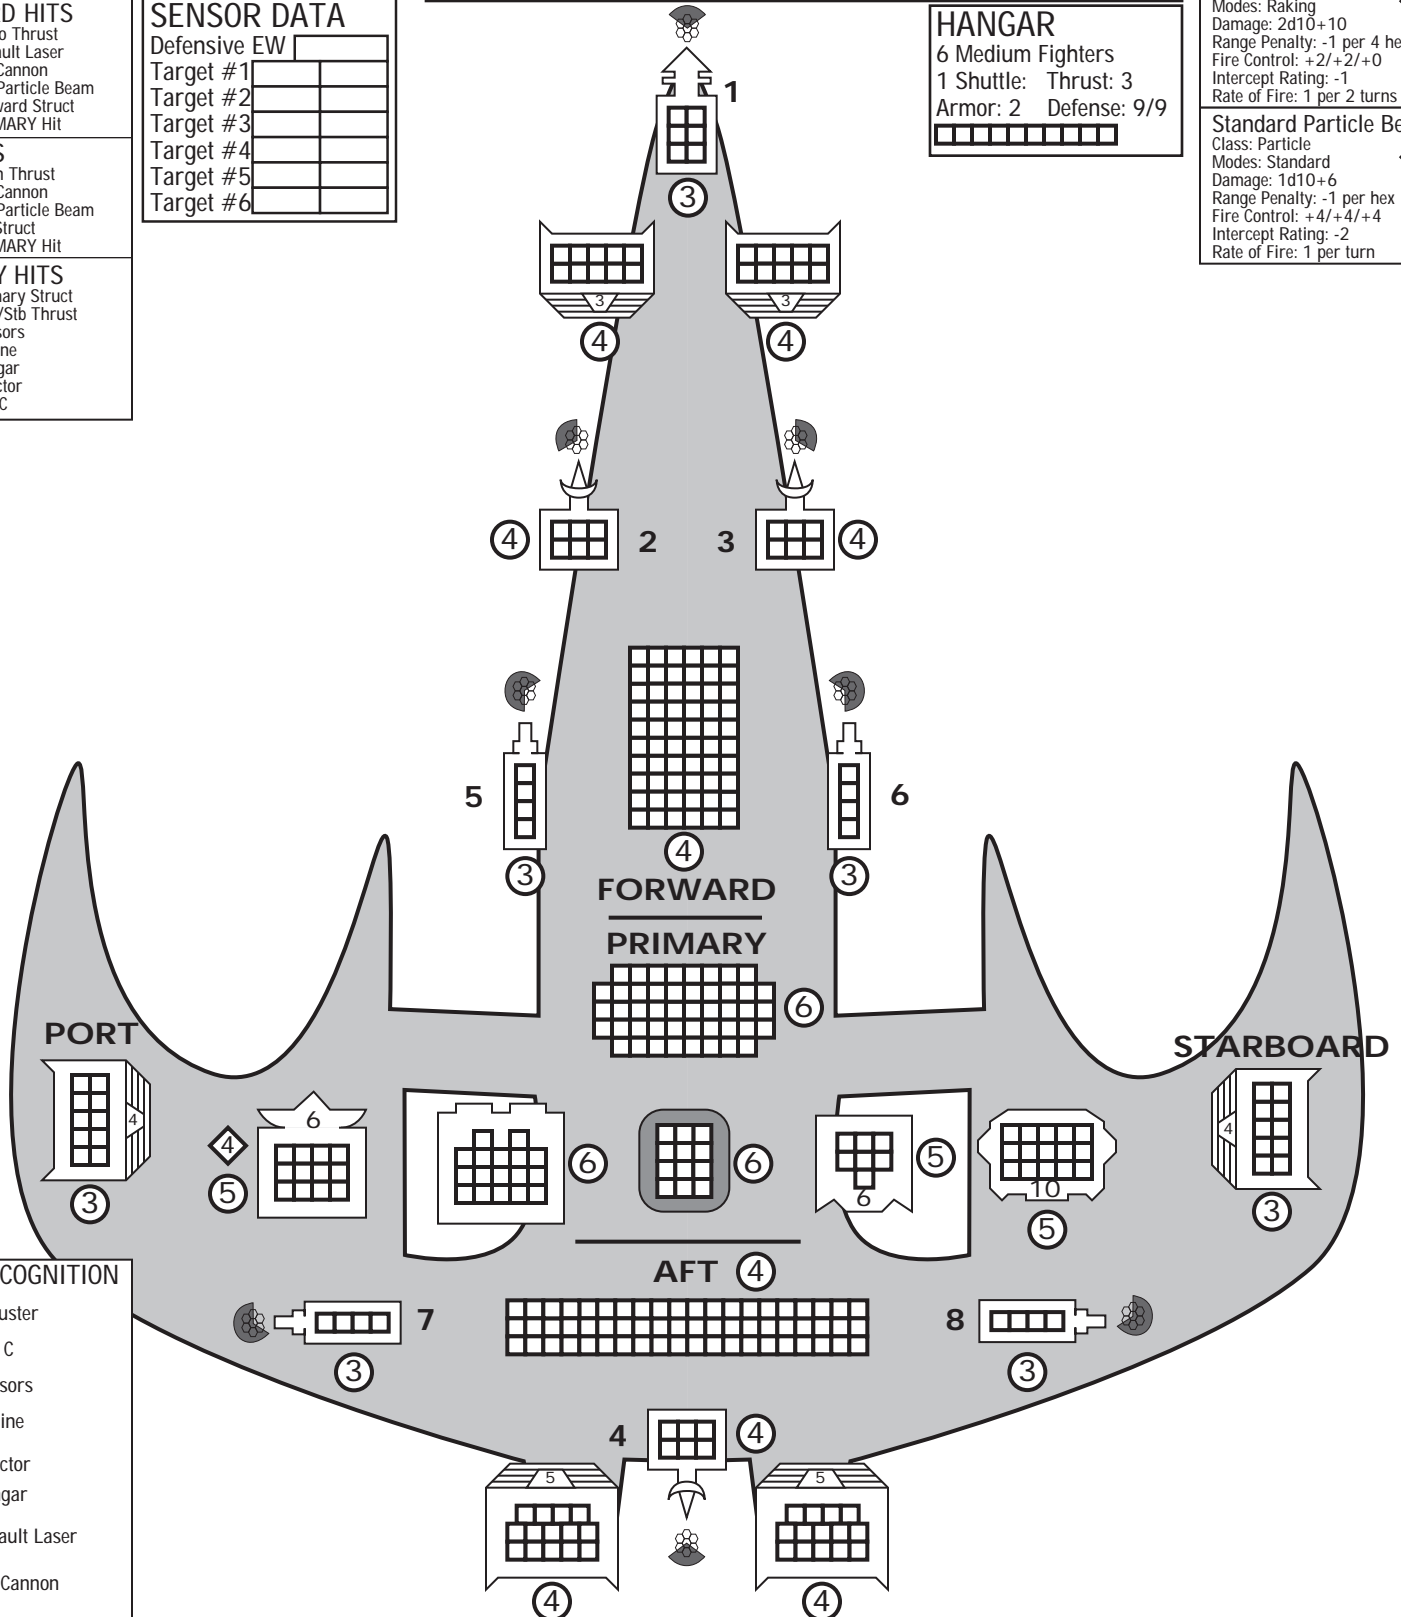 D HITS
o Thrust
ult Laser
Cannon
Particle Beam
ward Struct
MARY Hit
S
n Thrust
Cannon
Particle Beam
Struct
MARY Hit
Y HITS
nary Struct
/Stb Thrust
sors
ne
gar
ctor
C
SENSOR DATA
Defensive EW
Target #1
Target #2
Target #3
Target #4
Target #5
Target #6
HANGAR
6 Medium Fighters
1 Shuttle: Thrust: 3
Armor: 2 Defense: 9/9
Modes: Raking
Damage: 2d10+10
Range Penalty: -1 per 4 he
Fire Control: +2/+2/+0
Intercept Rating: -1
Rate of Fire: 1 per 2 turns
Standard Particle Be
Class: Particle
Modes: Standard
Damage: 1d10+6
Range Penalty: -1 per hex
Fire Control: +4/+4/+4
Intercept Rating: -2
Rate of Fire: 1 per turn
1
3
3 3
4 4
4 2 3 4
5 6
3 4 3
FORWARD
PRIMARY
6
PORT
STARBOARD
4 4 6 6 6 5 4
5 6 10
3 5 3
AFT 4
7 8
3 3
4 4
5 5
4 4
COGNITION
uster
C
sors
ine
ctor
gar
ault Laser
Cannon